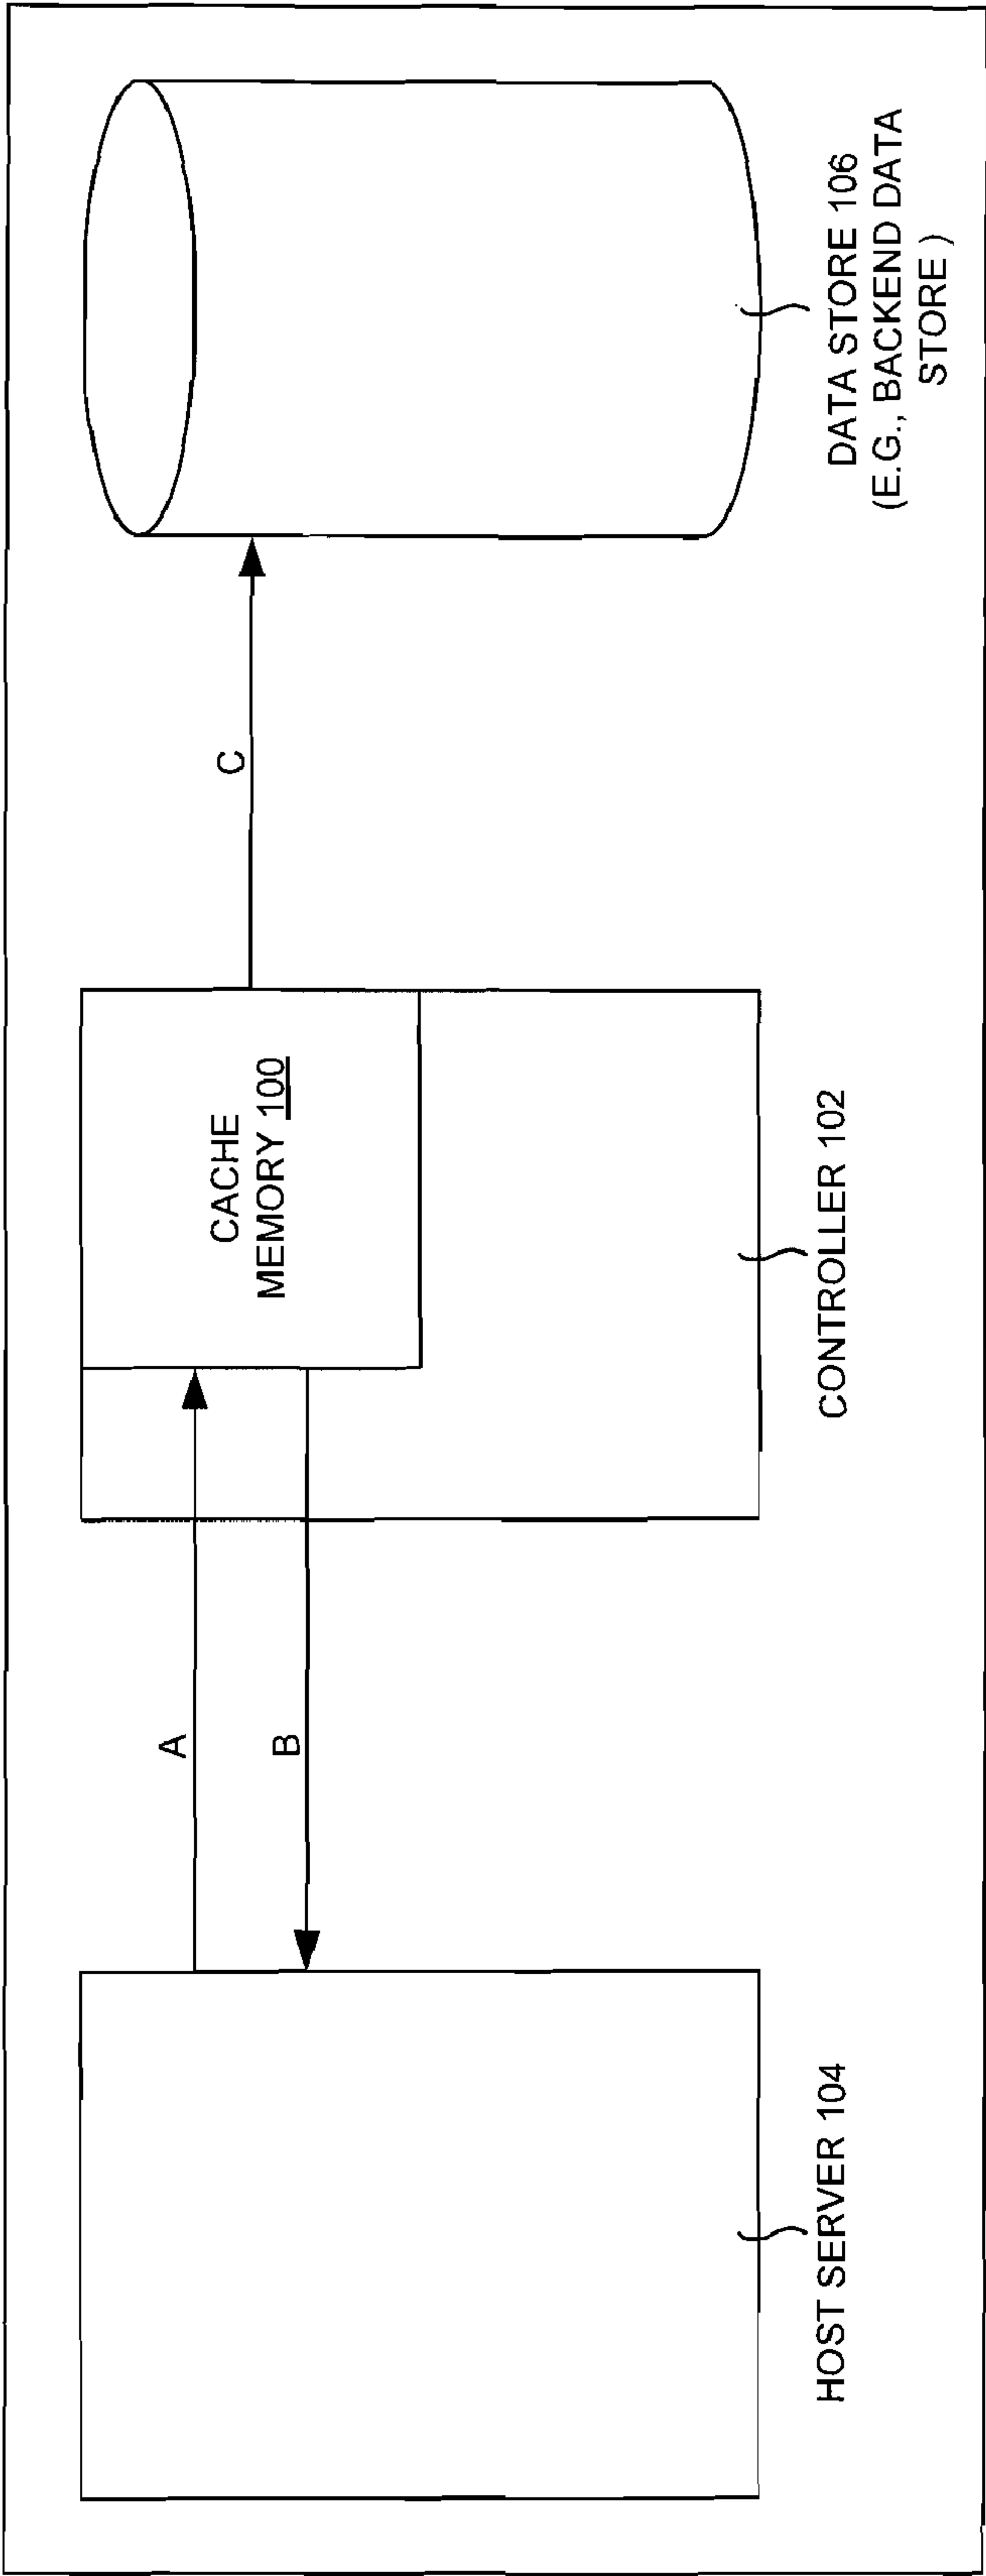 A
B
C
CACHE
MEMORY 100
HOST SERVER 104
CONTROLLER 102
DATA STORE 106
(E.G., BACKEND DATA
STORE )